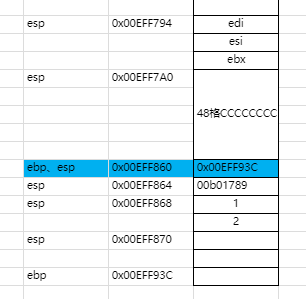 esp 0x00EFF794 edi
esi
ebx
esp 0x00EFF7A0
48格CCCCCCCC
ebp、esp 0x00EFF860 0x00EFF93C
esp 0x00EFF864 00b01789
esp 0x00EFF868 1
2
esp 0x00EFF870
ebp 0x00EFF93C